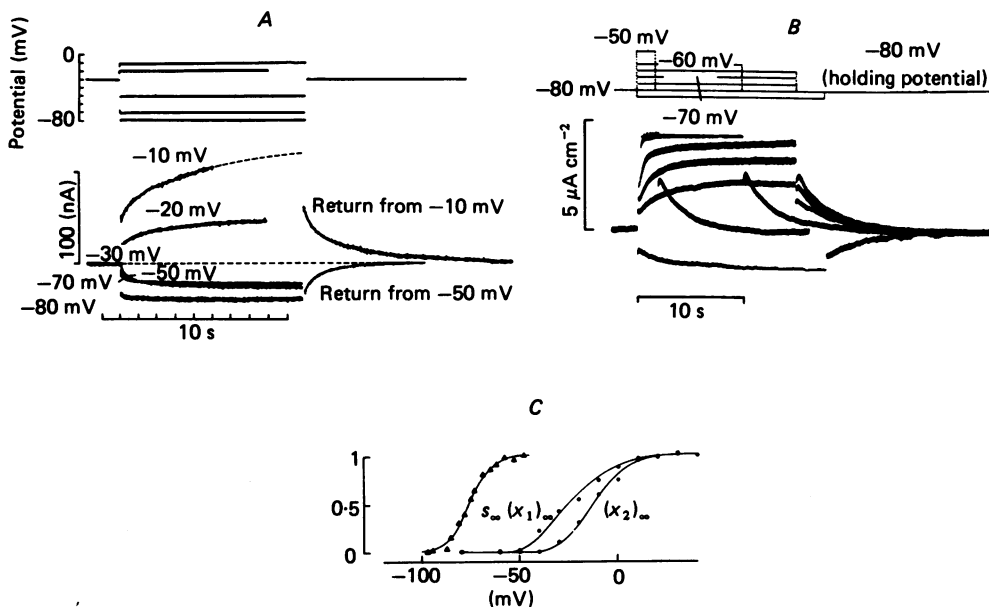 A
Potential (mV)
0
−80
−10 mV
100 (nA)
−20 mV
Return from −10 mV
−30 mV
−50 mV
−70 mV
−80 mV
Return from −50 mV
10 s
B
−50 mV
−60 mV
−80 mV
−80 mV
(holding potential)
−70 mV
5 μA cm⁻²
10 s
C
1
0·5
0
s∞ (x₁)∞
(x₂)∞
−100
−50
0
(mV)